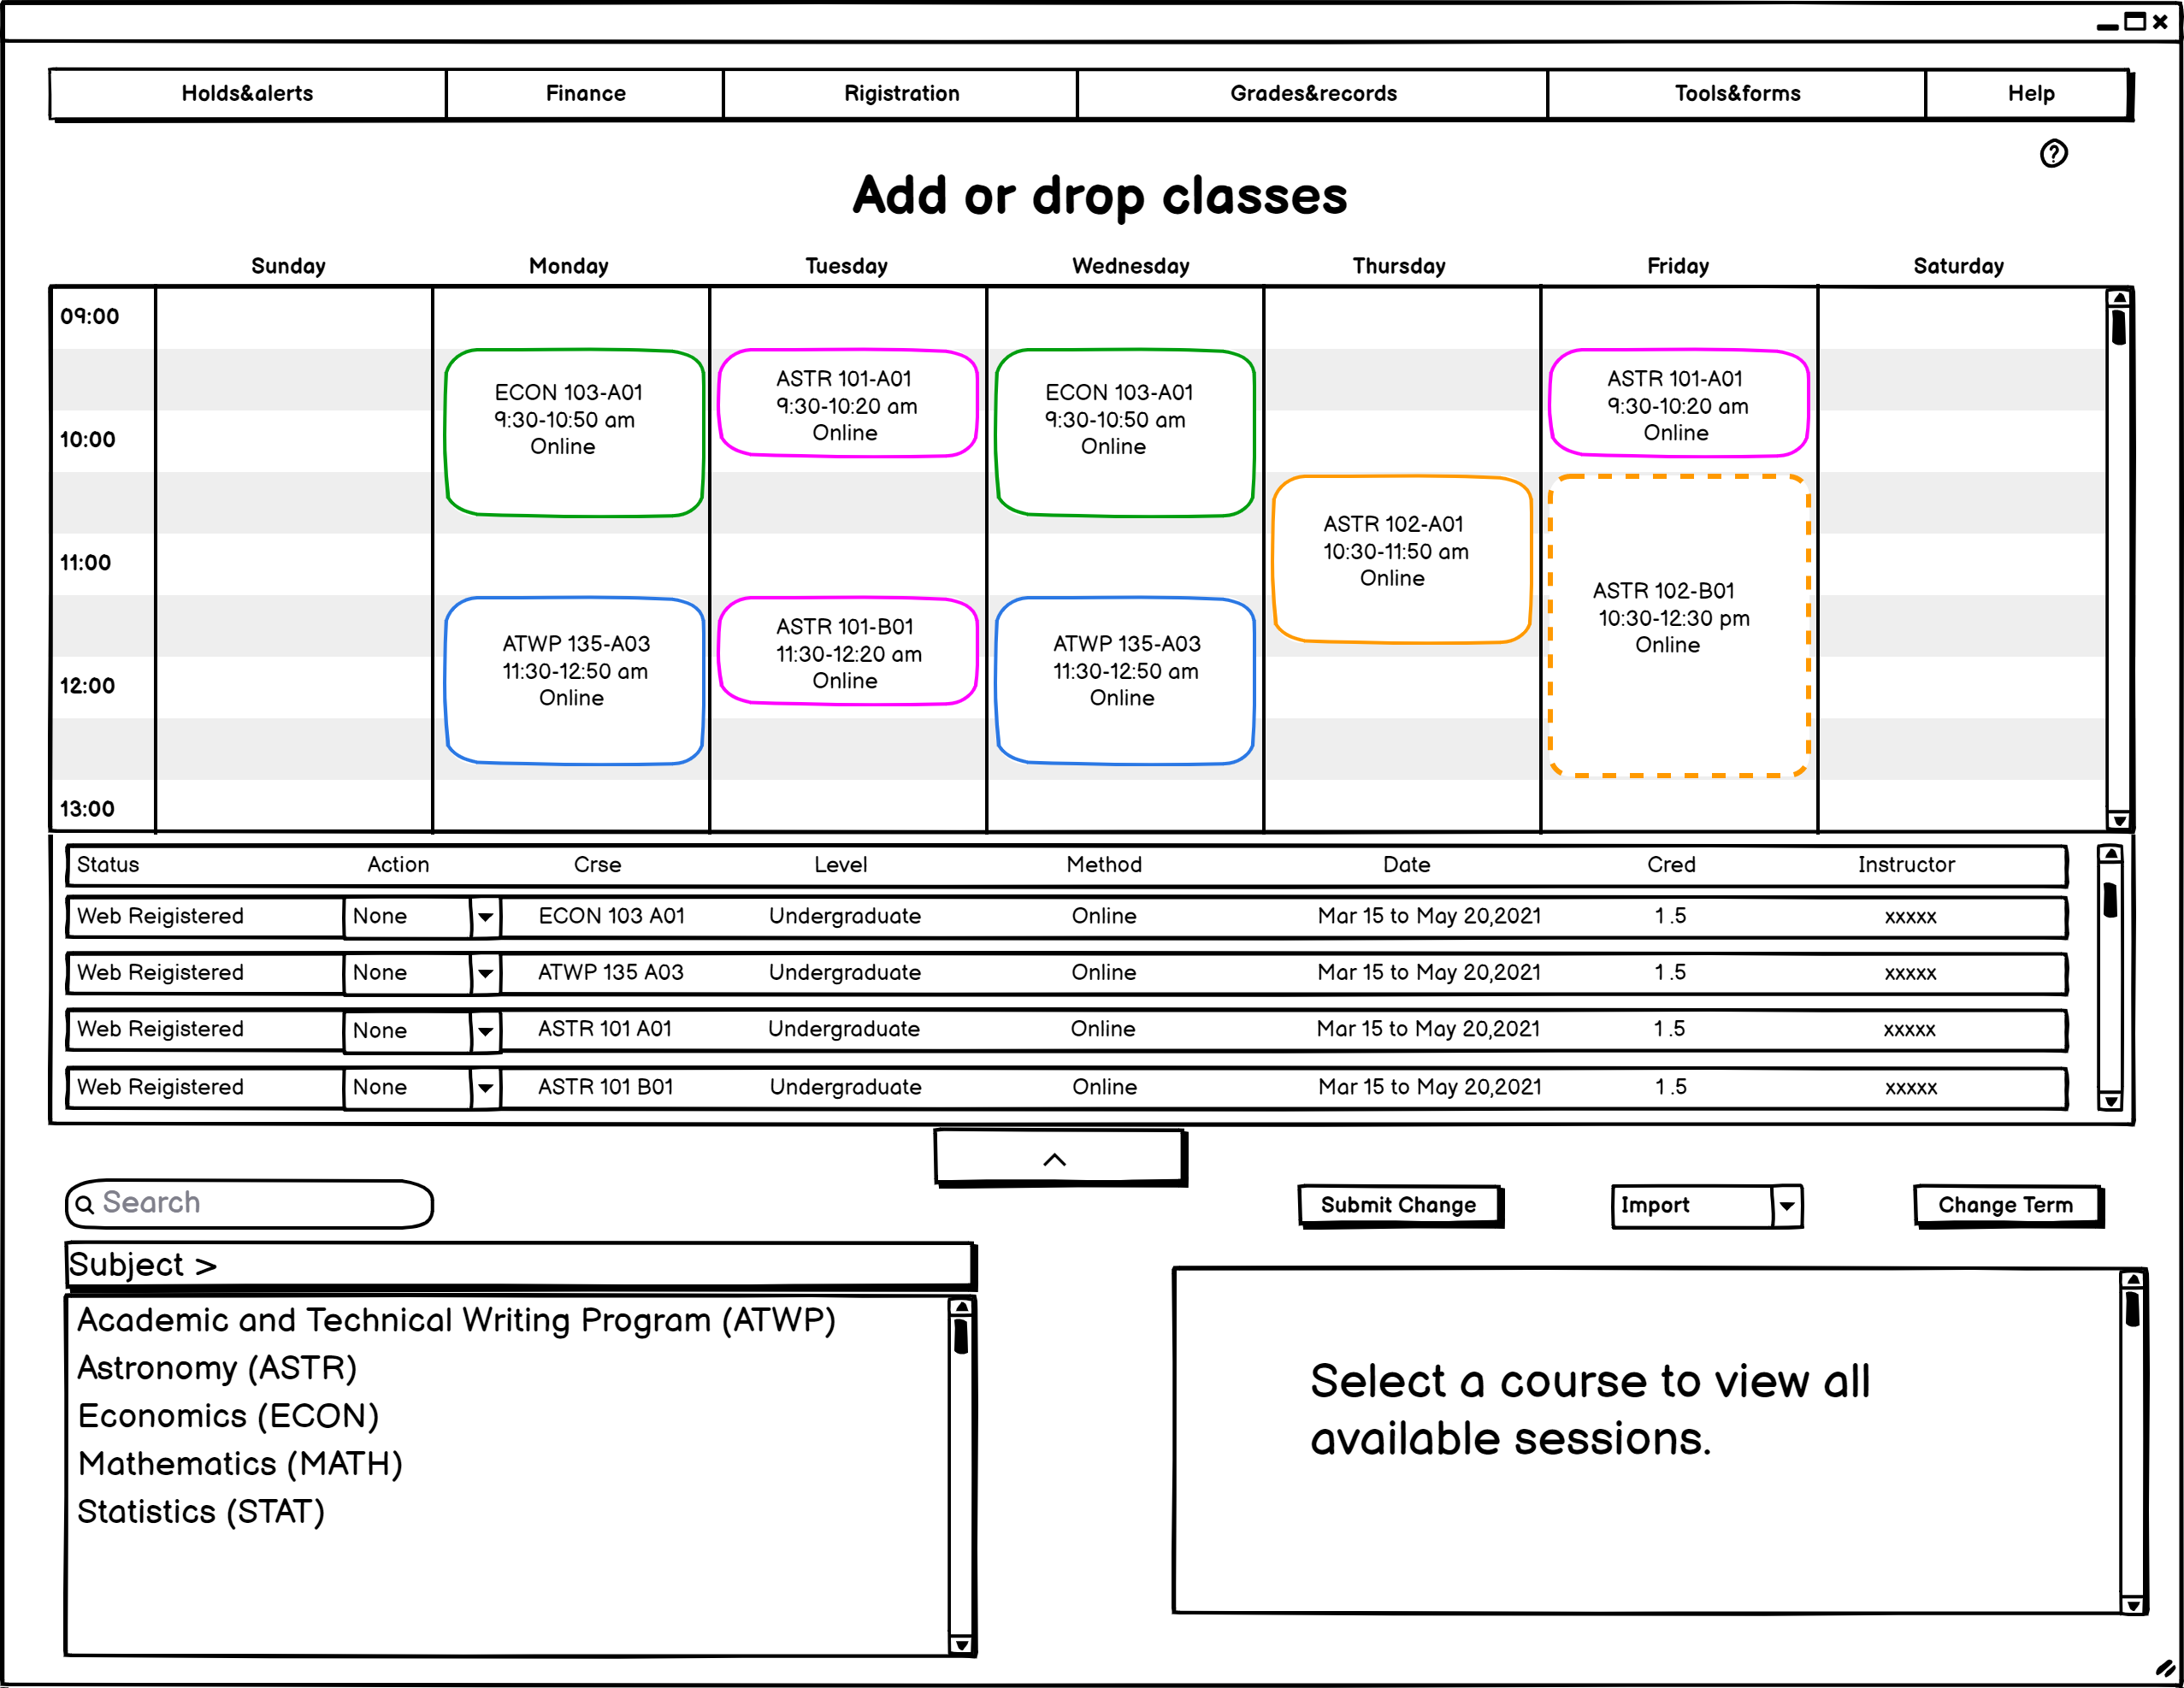 Holds&alerts Finance Rigistration Grades&records Tools&forms Help
?
Add or drop classes
Sunday Monday Tuesday Wednesday Thursday Friday Saturday
09:00
10:00
11:00
12:00
13:00
ECON 103-A01
9:30-10:50 am
Online
ATWP 135-A03
11:30-12:50 am
Online
ASTR 101-A01
9:30-10:20 am
Online
ASTR 101-B01
11:30-12:20 am
Online
ECON 103-A01
9:30-10:50 am
Online
ATWP 135-A03
11:30-12:50 am
Online
ASTR 102-A01
10:30-11:50 am
Online
ASTR 101-A01
9:30-10:20 am
Online
ASTR 102-B01
10:30-12:30 pm
Online
Status Action Crse Level Method Date Cred Instructor
Web Reigistered None ECON 103 A01 Undergraduate Online Mar 15 to May 20,2021 1.5 xxxxx
Web Reigistered None ATWP 135 A03 Undergraduate Online Mar 15 to May 20,2021 1.5 xxxxx
Web Reigistered None ASTR 101 A01 Undergraduate Online Mar 15 to May 20,2021 1.5 xxxxx
Web Reigistered None ASTR 101 B01 Undergraduate Online Mar 15 to May 20,2021 1.5 xxxxx
Search
Submit Change Import Change Term
Subject >
Academic and Technical Writing Program (ATWP)
Astronomy (ASTR)
Economics (ECON)
Mathematics (MATH)
Statistics (STAT)
Select a course to view all
available sessions.